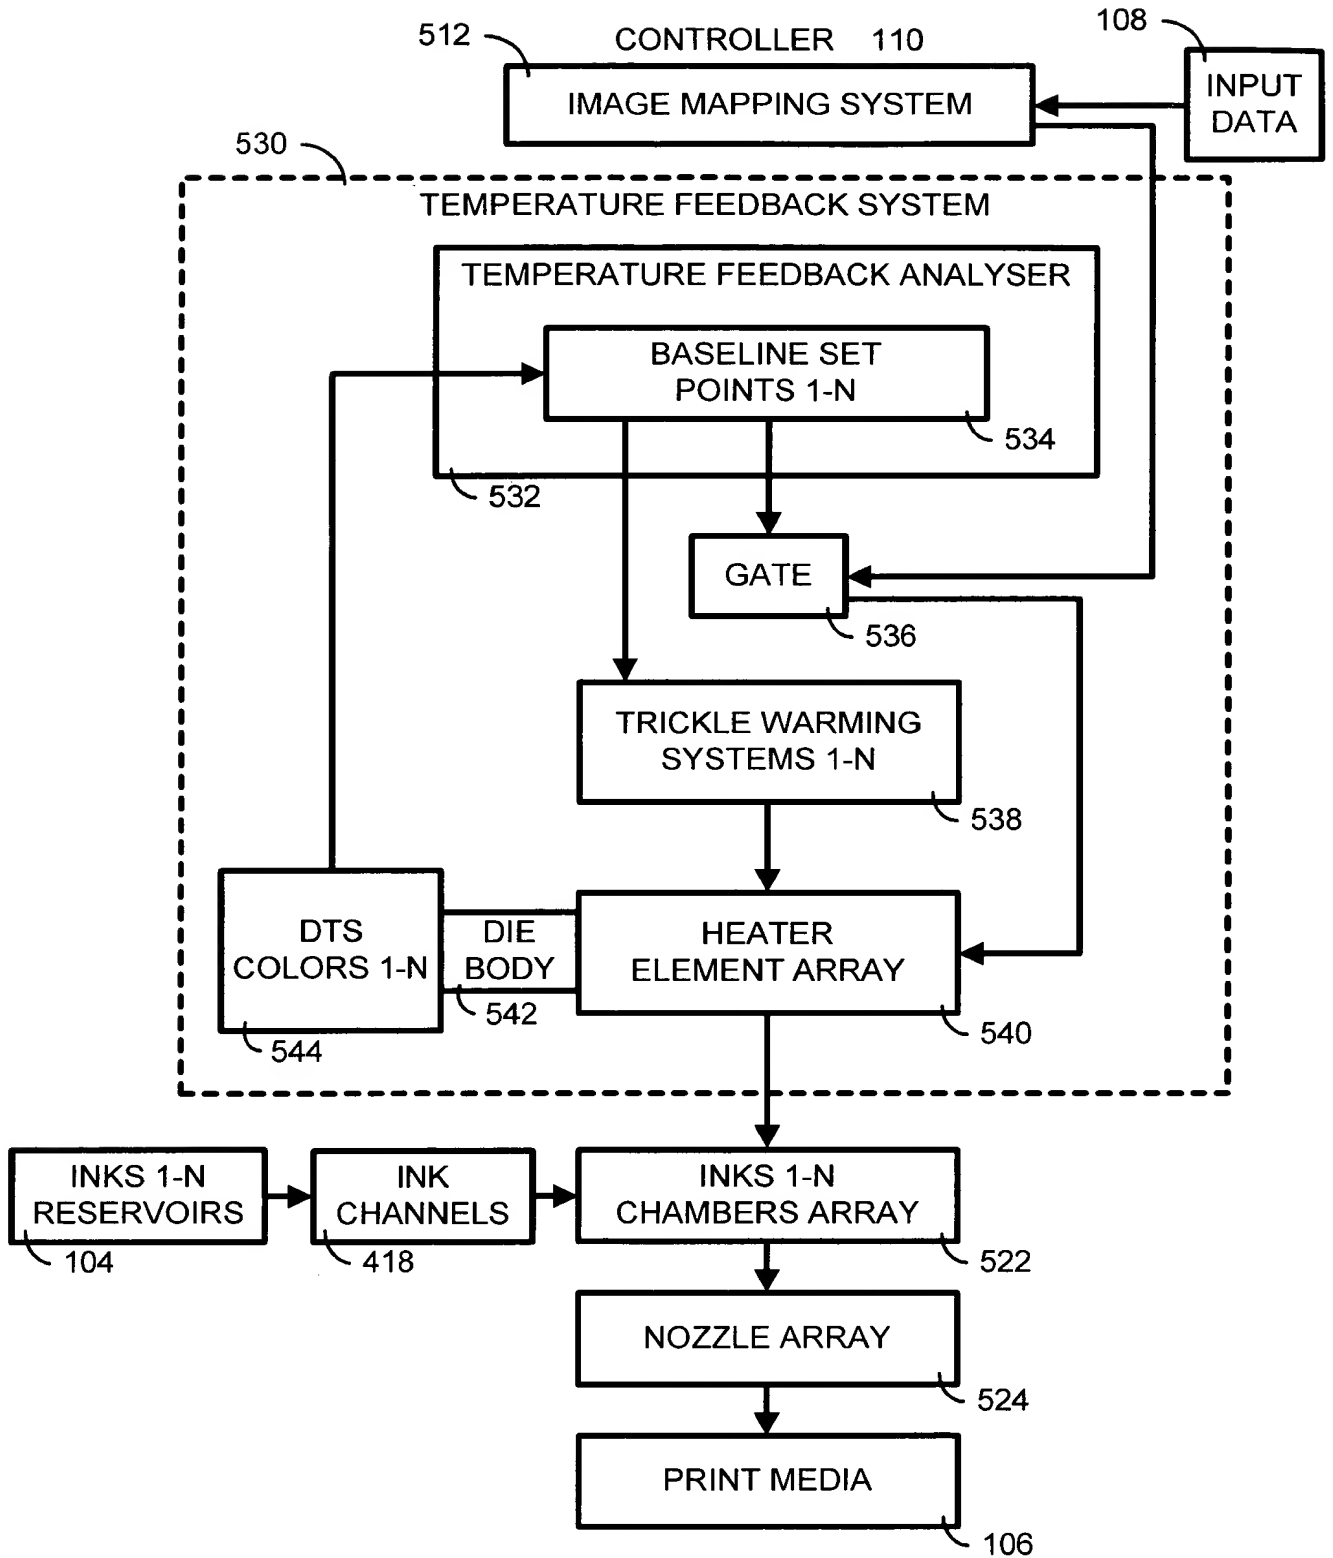 512
CONTROLLER 110
108
IMAGE MAPPING SYSTEM
INPUT
DATA
530
TEMPERATURE FEEDBACK SYSTEM
TEMPERATURE FEEDBACK ANALYSER
BASELINE SET
POINTS 1-N
534
532
GATE
536
TRICKLE WARMING
SYSTEMS 1-N
538
DTS
COLORS 1-N
544
DIE
BODY
542
HEATER
ELEMENT ARRAY
540
INKS 1-N
RESERVOIRS
104
INK
CHANNELS
418
INKS 1-N
CHAMBERS ARRAY
522
NOZZLE ARRAY
524
PRINT MEDIA
106